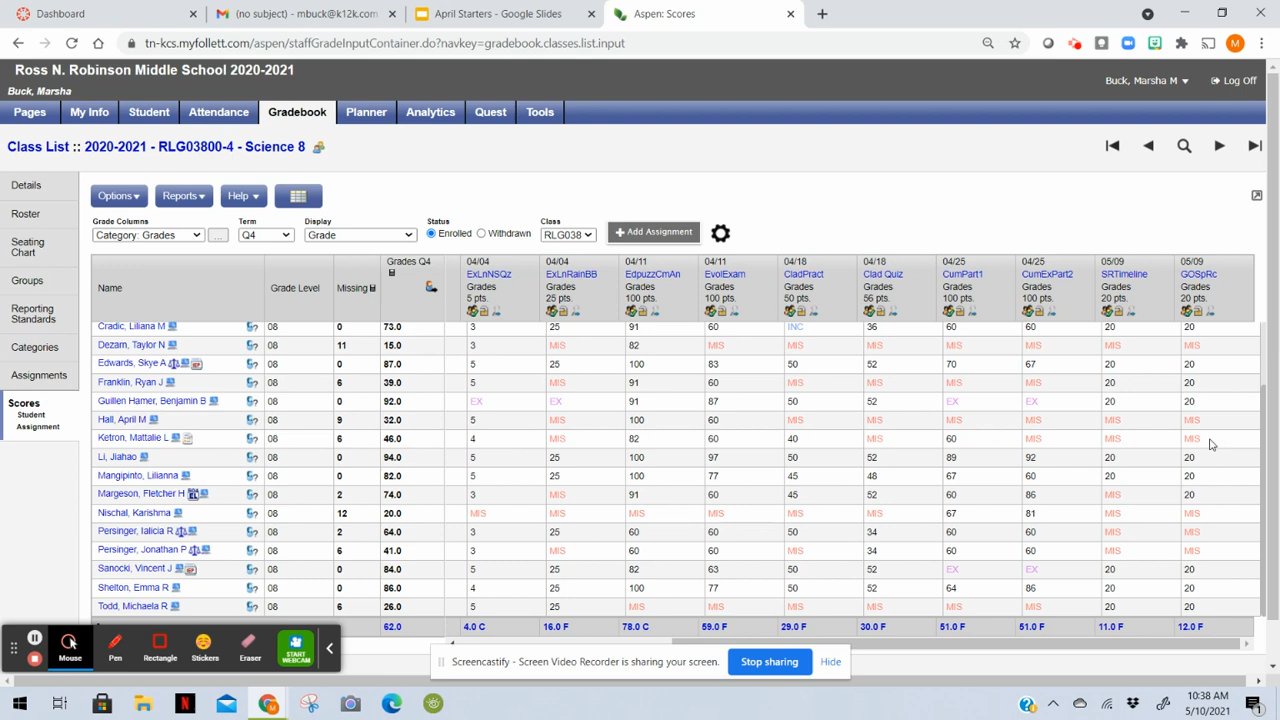 Dashboard (no subject) - mbuck@k12k.com April Starters - Google Slides Aspen: Scores
tn-kcs.myfollett.com/aspen/staffGradeInputContainer.do?navkey=gradebook.classes.list.input
Ross N. Robinson Middle School 2020-2021
Buck, Marsha Buck, Marsha M Log Off
Pages My Info Student Attendance Gradebook Planner Analytics Quest Tools
Class List :: 2020-2021 - RLG03800-4 - Science 8
Details
Roster
Seating Chart
Groups
Reporting Standards
Categories
Assignments
Scores
Student
Assignment
Options Reports Help
Grade Columns Term Display Status Class
Category: Grades ... Q4 Grade Enrolled Withdrawn RLG038 + Add Assignment
Name Grade Level Missing Grades Q4
04/04 ExLnNSQz Grades 5 pts.
04/04 ExLnRainBB Grades 25 pts.
04/11 EdpuzzCmAn Grades 100 pts.
04/11 EvolExam Grades 100 pts.
04/18 CladPract Grades 50 pts.
04/18 Clad Quiz Grades 56 pts.
04/25 CumPart1 Grades 100 pts.
04/25 CumExPart2 Grades 100 pts.
05/09 SRTimeline Grades 20 pts.
05/09 GOSpRc Grades 20 pts.
Cradic, Liliana M 08 0 73.0 3 25 91 60 INC 36 60 60 20 20
Dezarn, Taylor N 08 11 15.0 3 MIS 82 MIS MIS MIS MIS MIS MIS MIS
Edwards, Skye A 08 0 87.0 5 25 100 83 50 52 70 67 20 20
Franklin, Ryan J 08 6 39.0 5 MIS 91 60 MIS MIS MIS MIS 20 20
Guillen Hamer, Benjamin B 08 0 92.0 EX EX 91 87 50 52 EX EX 20 20
Hall, April M 08 9 32.0 5 MIS 100 60 MIS MIS MIS MIS MIS MIS
Ketron, Mattalie L 08 6 46.0 4 MIS 82 60 40 MIS 60 MIS MIS MIS
Li, Jiahao 08 0 94.0 5 25 100 97 50 52 89 92 20 20
Mangipinto, Lilianna 08 0 82.0 5 25 100 77 45 48 67 60 20 20
Margeson, Fletcher H 08 2 74.0 3 MIS 91 60 45 52 60 86 MIS 20
Nischal, Karishma 08 12 20.0 MIS MIS MIS MIS MIS MIS 67 81 MIS MIS
Persinger, Ialicia R 08 2 64.0 3 25 60 60 50 34 60 60 MIS MIS
Persinger, Jonathan P 08 6 41.0 3 MIS 60 60 MIS 34 60 60 MIS MIS
Sanocki, Vincent J 08 0 84.0 5 25 82 63 50 52 EX EX 20 20
Shelton, Emma R 08 0 86.0 4 25 100 77 50 52 64 86 20 20
Todd, Michaela R 08 6 26.0 5 25 MIS MIS MIS MIS MIS MIS 20 20
62.0 4.0 C 16.0 F 78.0 C 59.0 F 29.0 F 30.0 F 51.0 F 51.0 F 11.0 F 12.0 F
Mouse Pen Rectangle Stickers Eraser START WEBCAM
Screencastify - Screen Video Recorder is sharing your screen. Stop sharing Hide
10:38 AM
5/10/2021